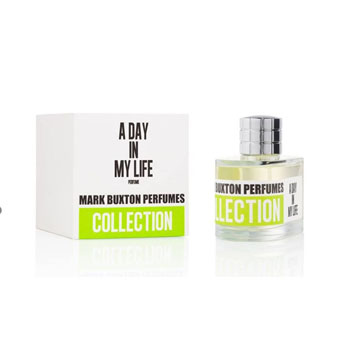 A DAY
IN
MY LIFE
PERFUME
MARK BUXTON PERFUMES
COLLECTION
BUXTON PERFUMES
LLECTION
A DAY
IN
MY LIFE